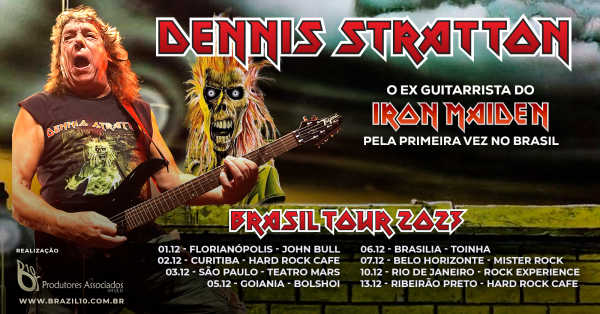 DENNIS STRATTON
O EX GUITARRISTA DO
IRON MAIDEN
PELA PRIMEIRA VEZ NO BRASIL
DENNIS STRATTON
BRASIL TOUR 2023
01.12 - FLORIANÓPOLIS - JOHN BULL
02.12 - CURITIBA - HARD ROCK CAFE
03.12 - SÃO PAULO - TEATRO MARS
05.12 - GOIANIA - BOLSHOI
06.12 - BRASILIA - TOINHA
07.12 - BELO HORIZONTE - MISTER ROCK
10.12 - RIO DE JANEIRO - ROCK EXPERIENCE
13.12 - RIBEIRÃO PRETO - HARD ROCK CAFE
REALIZAÇÃO
Produtores Associados
WWW.BRAZIL10.COM.BR